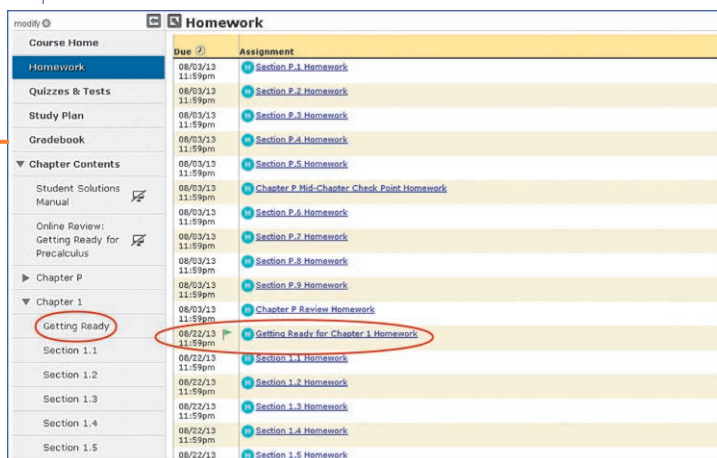 modify
Homework
Course Home
Homework
Quizzes & Tests
Study Plan
Gradebook
Chapter Contents
Student Solutions
Manual
Online Review:
Getting Ready for
Precalculus
Chapter P
Chapter 1
Getting Ready
Section 1.1
Section 1.2
Section 1.3
Section 1.4
Section 1.5
Due Assignment
08/03/13 H Section P.1 Homework
11:59pm
08/03/13 H Section P.2 Homework
11:59pm
08/03/13 H Section P.3 Homework
11:59pm
08/03/13 H Section P.4 Homework
11:59pm
08/03/13 H Section P.5 Homework
11:59pm
08/03/13 H Chapter P Mid-Chapter Check Point Homework
11:59pm
08/03/13 H Section P.6 Homework
11:59pm
08/03/13 H Section P.7 Homework
11:59pm
08/03/13 H Section P.8 Homework
11:59pm
08/03/13 H Section P.9 Homework
11:59pm
08/03/13 H Chapter P Review Homework
11:59pm
08/22/13 H Getting Ready for Chapter 1 Homework
11:59pm
08/22/13 H Section 1.1 Homework
11:59pm
08/22/13 H Section 1.2 Homework
11:59pm
08/22/13 H Section 1.3 Homework
11:59pm
08/22/13 H Section 1.4 Homework
11:59pm
08/22/13 H Section 1.5 Homework